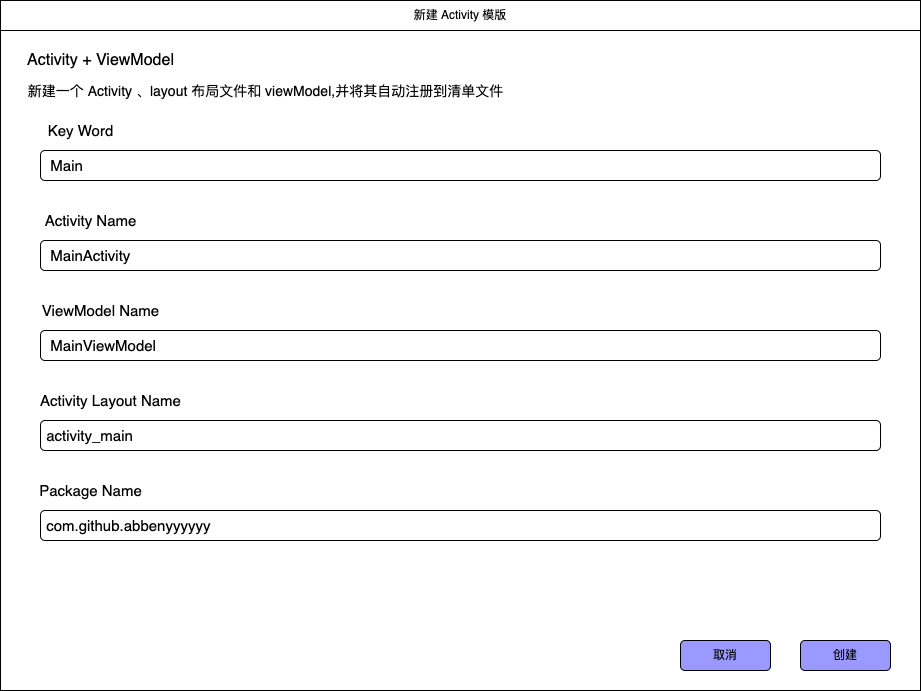 新建 Activity 模版
Activity + ViewModel
新建一个 Activity 、layout 布局文件和 viewModel,并将其自动注册到清单文件
Key Word
Main
Activity Name
MainActivity
ViewModel Name
MainViewModel
Activity Layout Name
activity_main
Package Name
com.github.abbenyyyyyy
取消
创建